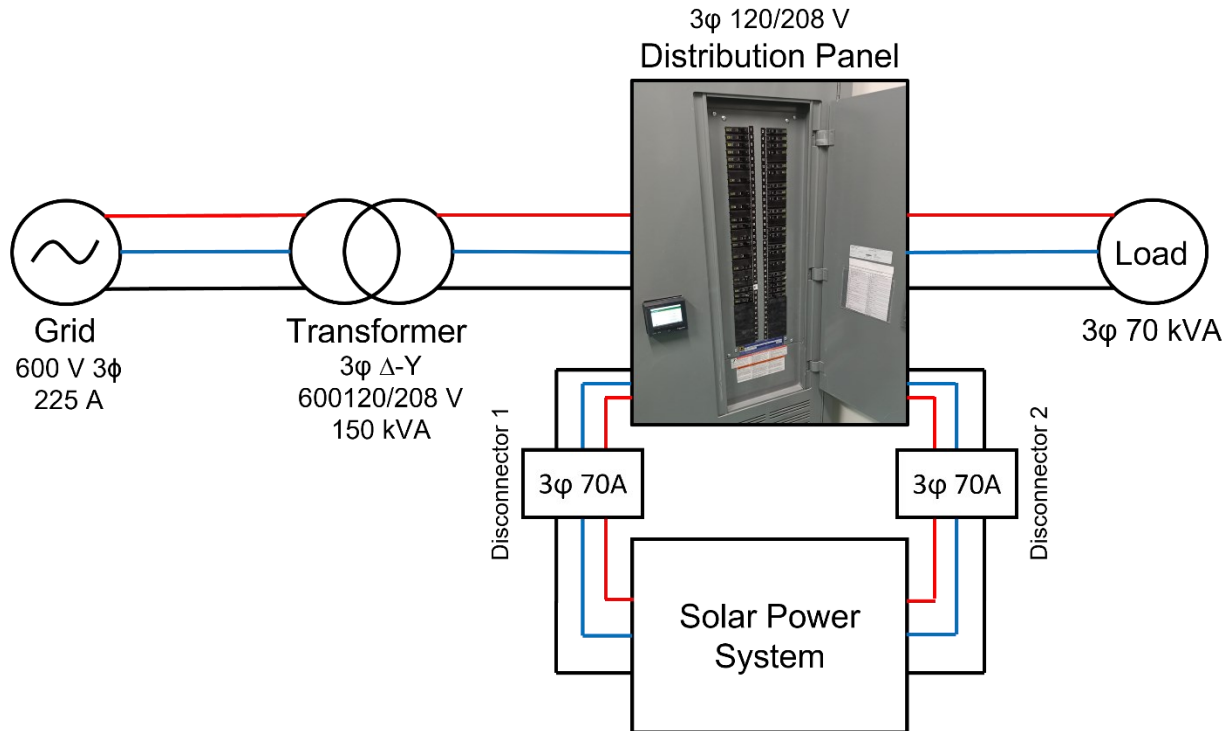 3φ 120/208 V
Distribution Panel
Grid
600 V 3ϕ
225 A
Transformer
3φ Δ-Y
600120/208 V
150 kVA
Load
3φ 70 kVA
Disconnector 1
3φ 70A
3φ 70A
Disconnector 2
Solar Power
System